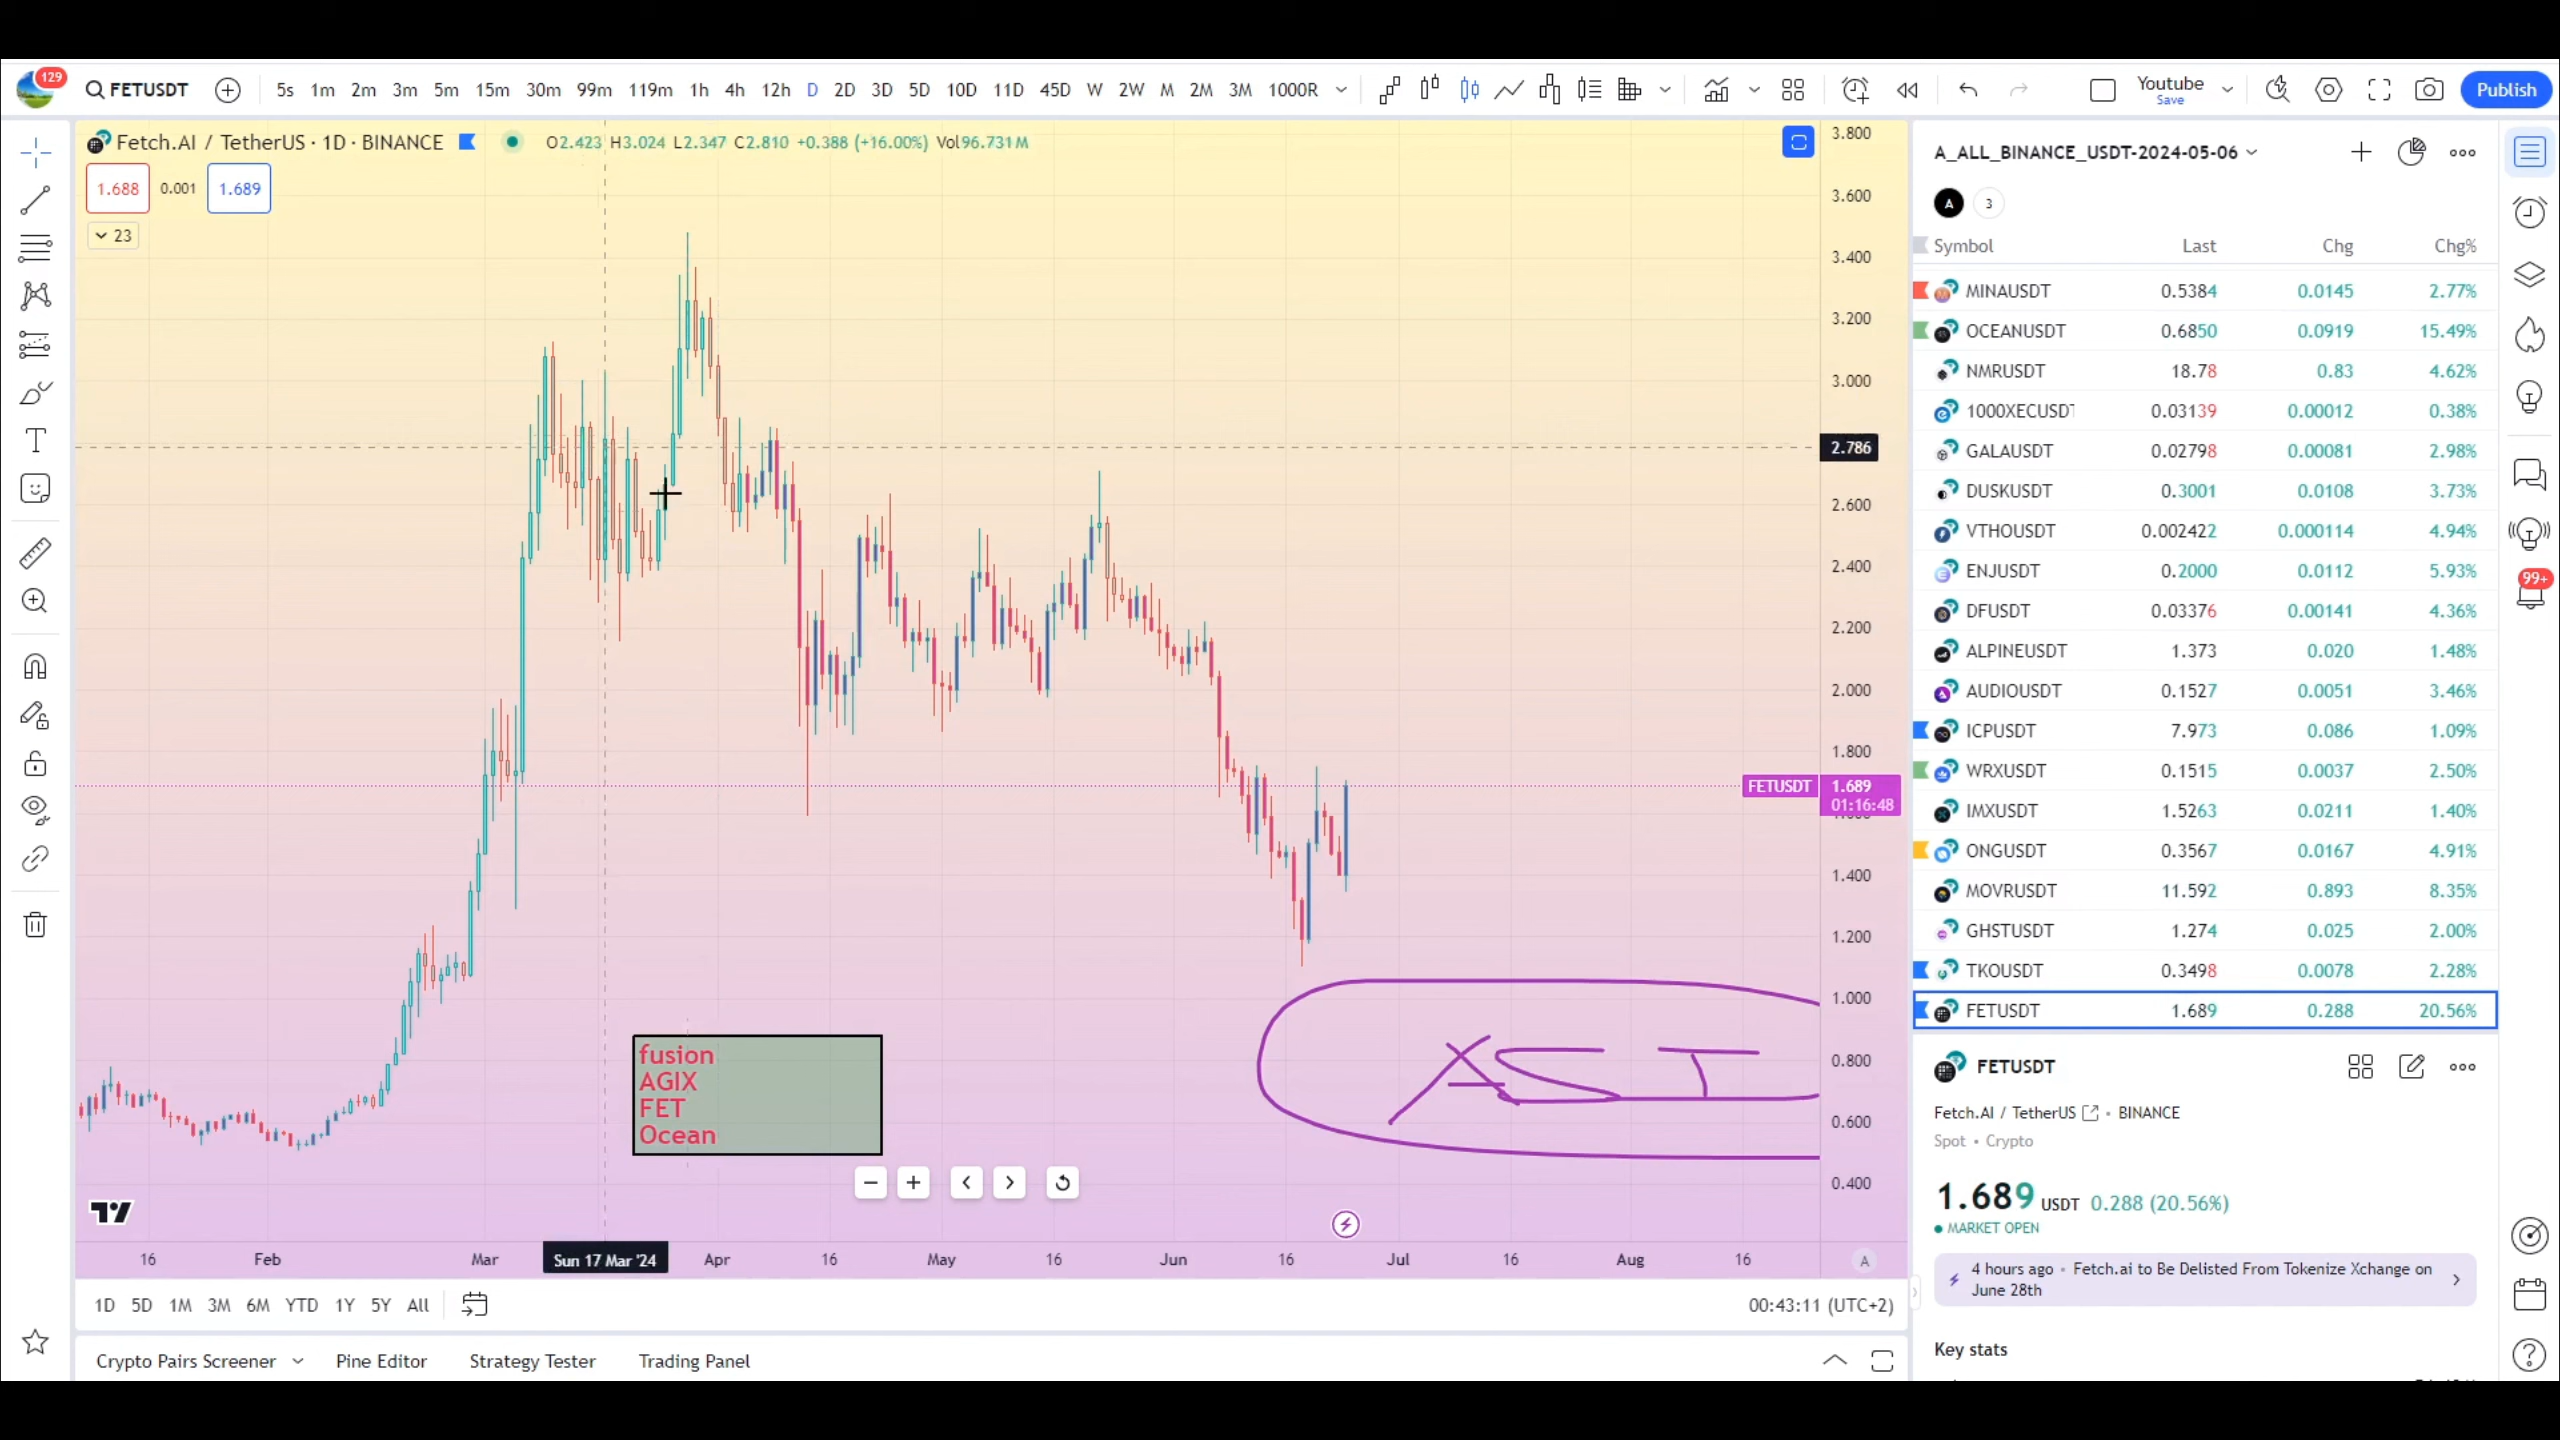 129
FETUSDT
5s 1m 2m 3m 5m 15m 30m 99m 119m 1h 4h 12h D 2D 3D 5D 10D 11D 45D W 2W M 2M 3M 1000R
Youtube
Save
Publish
Fetch.AI / TetherUS · 1D · BINANCE
O2.423 H3.024 L2.347 C2.810 +0.388 (+16.00%) Vol96.731M
1.688 0.001 1.689
23
3.800
3.600
3.400
3.200
3.000
2.786
2.600
2.400
2.200
2.000
1.800
FETUSDT 1.689
01:16:48
1.400
1.200
1.000
0.800
0.600
0.400
fusion
AGIX
FET
Ocean
16 Feb Mar Sun 17 Mar '24 Apr 16 May 16 Jun 16 Jul 16 Aug 16 A
1D 5D 1M 3M 6M YTD 1Y 5Y All
00:43:11 (UTC+2)
Crypto Pairs Screener Pine Editor Strategy Tester Trading Panel
A_ALL_BINANCE_USDT-2024-05-06
A 3
Symbol Last Chg Chg%
MINAUSDT 0.5384 0.0145 2.77%
OCEANUSDT 0.6850 0.0919 15.49%
NMRUSDT 18.78 0.83 4.62%
1000XECUSDT 0.03139 0.00012 0.38%
GALAUSDT 0.02798 0.00081 2.98%
DUSKUSDT 0.3001 0.0108 3.73%
VTHOUSDT 0.002422 0.000114 4.94%
ENJUSDT 0.2000 0.0112 5.93%
DFUSDT 0.03376 0.00141 4.36%
ALPINEUSDT 1.373 0.020 1.48%
AUDIOUSDT 0.1527 0.0051 3.46%
ICPUSDT 7.973 0.086 1.09%
WRXUSDT 0.1515 0.0037 2.50%
IMXUSDT 1.5263 0.0211 1.40%
ONGUSDT 0.3567 0.0167 4.91%
MOVRUSDT 11.592 0.893 8.35%
GHSTUSDT 1.274 0.025 2.00%
TKOUSDT 0.3498 0.0078 2.28%
FETUSDT 1.689 0.288 20.56%
FETUSDT
Fetch.AI / TetherUS • BINANCE
Spot • Crypto
1.689 USDT 0.288 (20.56%)
MARKET OPEN
4 hours ago • Fetch.ai to Be Delisted From Tokenize Xchange on
June 28th
Key stats
99+